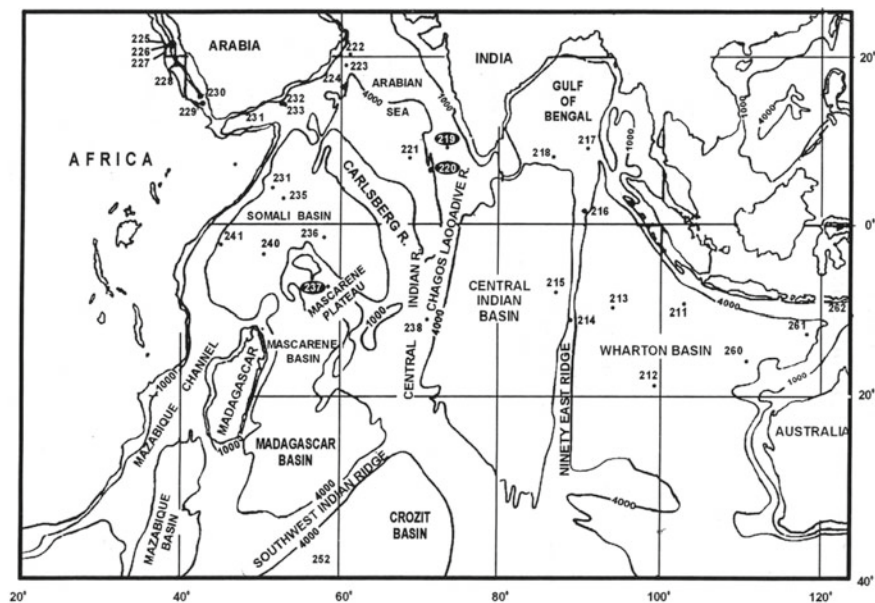 225
226
227
228
229
230
231
ARABIA
232
233
222
223
224
ARABIAN
SEA
4000
INDIA
1000
GULF
OF
BENGAL
1000
1000
4000
20°
AFRICA
219
220
221
218
217
231
235
SOMALI BASIN
CARLSBERG R.
236
241
240
216
0°
237
MASCARENE
PLATEAU
1000
CENTRAL INDIAN R.
CHAGOS LAOCADIVE R.
4000
238
CENTRAL
INDIAN
BASIN
215
214
213
211
4000
262
261
260
WHARTON BASIN
212
1000
MASCARENE
BASIN
MADAGASCAR
1000
MAZABIQUE CHANNEL
1000
NINETY EAST RIDGE
20°
AUSTRALIA
MADAGASCAR
BASIN
4000
SOUTHWEST INDIAN RIDGE
4000
MAZABIQUE
BASIN
CROZIT
BASIN
252
4000
40°
20°
40°
60°
80°
100°
120°